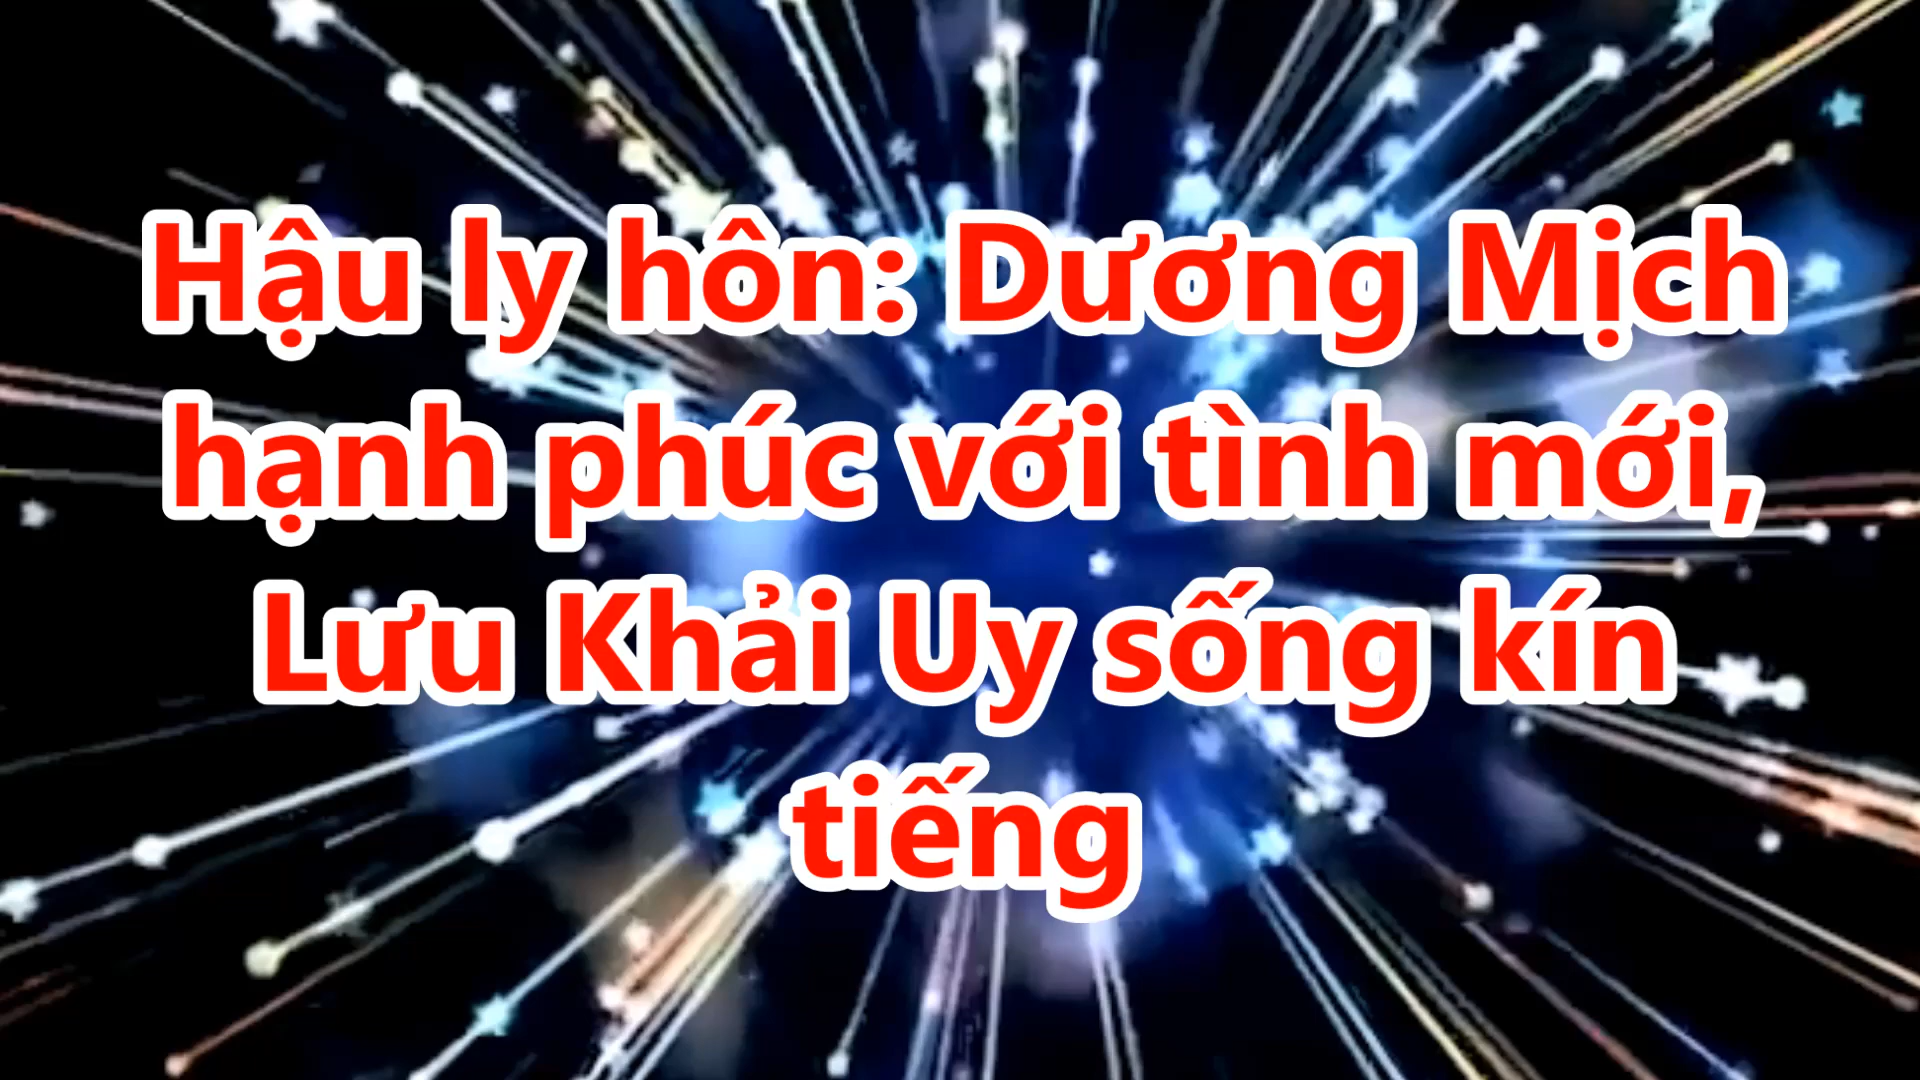 Hậu ly hôn: Dương Mịch
hạnh phúc với tình mới,
Lưu Khải Uy sống kín
tiếng